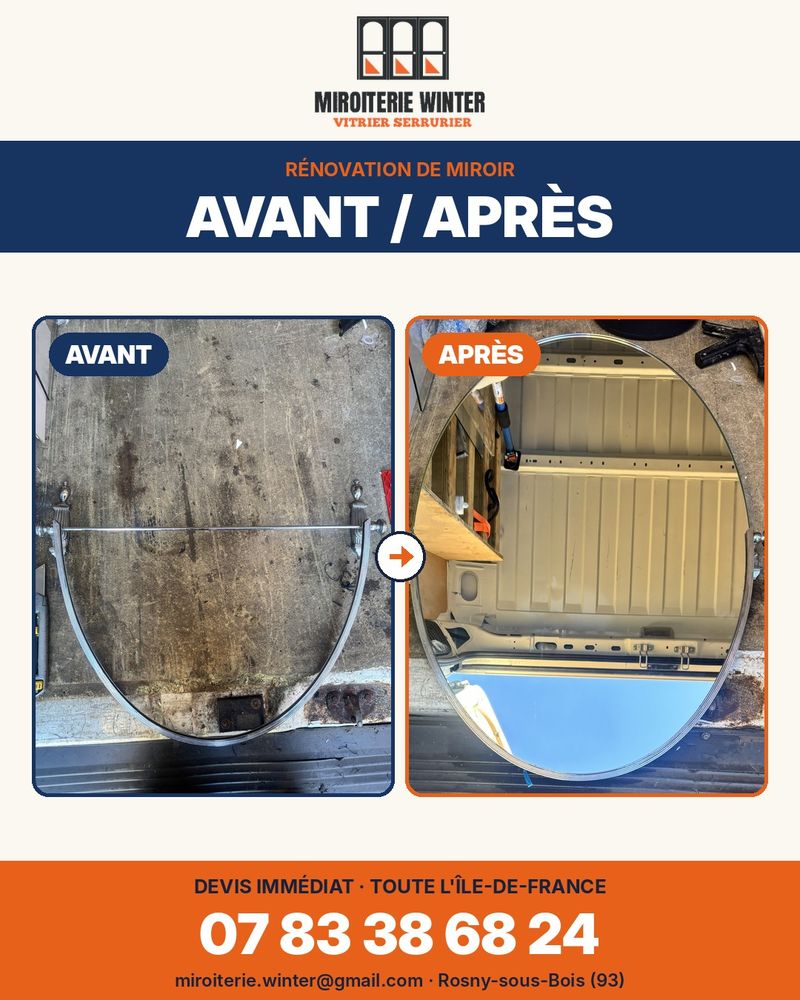 MIROITERIE WINTER
VITRIER SERRURIER
RÉNOVATION DE MIROIR
AVANT / APRÈS
AVANT
APRÈS
DEVIS IMMÉDIAT · TOUTE L'ÎLE-DE-FRANCE
07 83 38 68 24
miroiterie.winter@gmail.com · Rosny-sous-Bois (93)